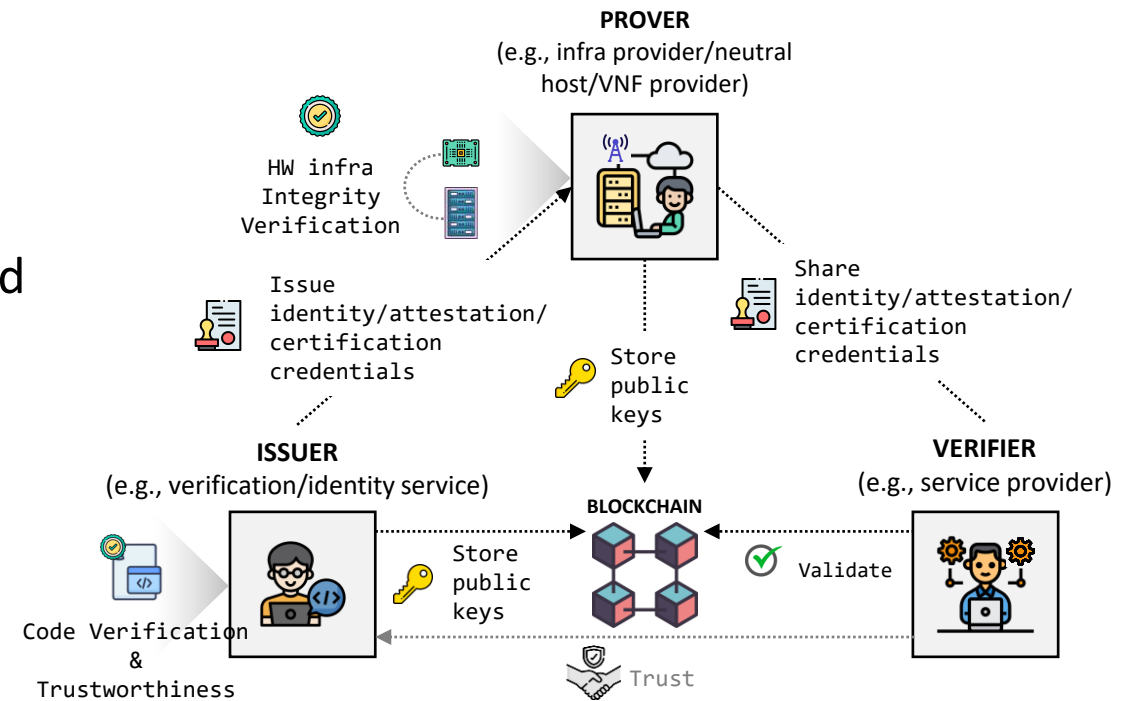 PROVER
(e.g., infra provider/neutral
host/VNF provider)
HW infra
Integrity
Verification
d
Issue
identity/attestation/
certification
credentials
Share
identity/attestation/
certification
credentials
Store
public
keys
ISSUER
(e.g., verification/identity service)
VERIFIER
(e.g., service provider)
BLOCKCHAIN
Store
public
keys
Validate
Code Verification
&
Trustworthiness
Trust